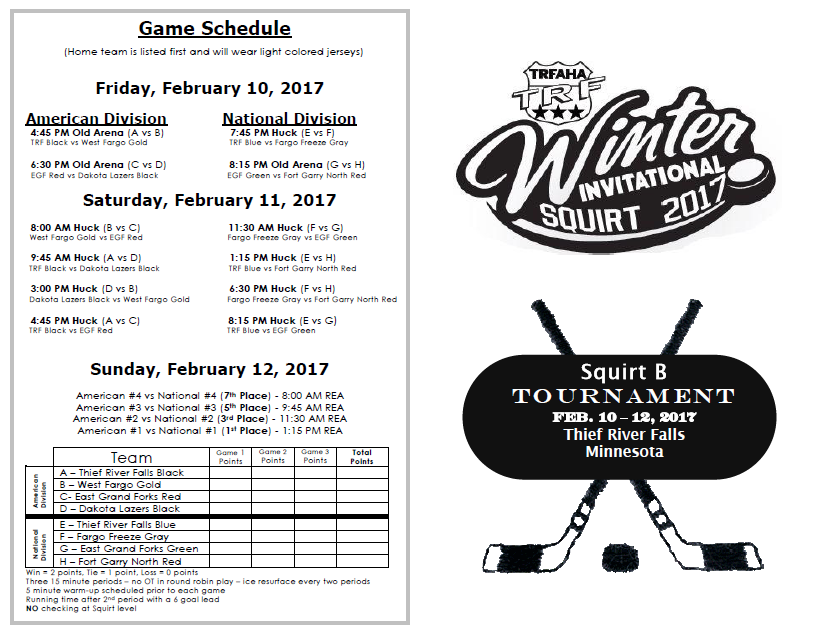 Game Schedule
(Home team is listed first and will wear light colored jerseys)
Friday, February 10, 2017
American Division
4:45 PM Old Arena (A vs B)
TRF Black vs West Fargo Gold
6:30 PM Old Arena (C vs D)
EGF Red vs Dakota Lazers Black
National Division
7:45 PM Huck (E vs F)
TRF Blue vs Fargo Freeze Gray
8:15 PM Old Arena (G vs H)
EGF Green vs Fort Garry North Red
Saturday, February 11, 2017
8:00 AM Huck (B vs C)
West Fargo Gold vs EGF Red
9:45 AM Huck (A vs D)
TRF Black vs Dakota Lazers Black
3:00 PM Huck (D vs B)
Dakota Lazers Black vs West Fargo Gold
4:45 PM Huck (A vs C)
TRF Black vs EGF Red
11:30 AM Huck (F vs G)
Fargo Freeze Gray vs EGF Green
1:15 PM Huck (E vs H)
TRF Blue vs Fort Garry North Red
6:30 PM Huck (F vs H)
Fargo Freeze Gray vs Fort Garry North Red
8:15 PM Huck (E vs G)
TRF Blue vs EGF Green
Sunday, February 12, 2017
American #4 vs National #4 (7th Place) - 8:00 AM REA
American #3 vs National #3 (5th Place) - 9:45 AM REA
American #2 vs National #2 (3rd Place) - 11:30 AM REA
American #1 vs National #1 (1st Place) - 1:15 PM REA
Team Game 1 Points Game 2 Points Game 3 Points Total Points
American Division
A – Thief River Falls Black
B – West Fargo Gold
C- East Grand Forks Red
D – Dakota Lazers Black
National Division
E – Thief River Falls Blue
F – Fargo Freeze Gray
G – East Grand Forks Green
H – Fort Garry North Red
Win = 2 points, Tie = 1 point, Loss = 0 points
Three 15 minute periods – no OT in round robin play – ice resurface every two periods
5 minute warm-up scheduled prior to each game
Running time after 2nd period with a 6 goal lead
NO checking at Squirt level
TRFAHA
TRF
Winter
INVITATIONAL
SQUIRT 2017
Squirt B
TOURNAMENT
FEB. 10 – 12, 2017
Thief River Falls
Minnesota